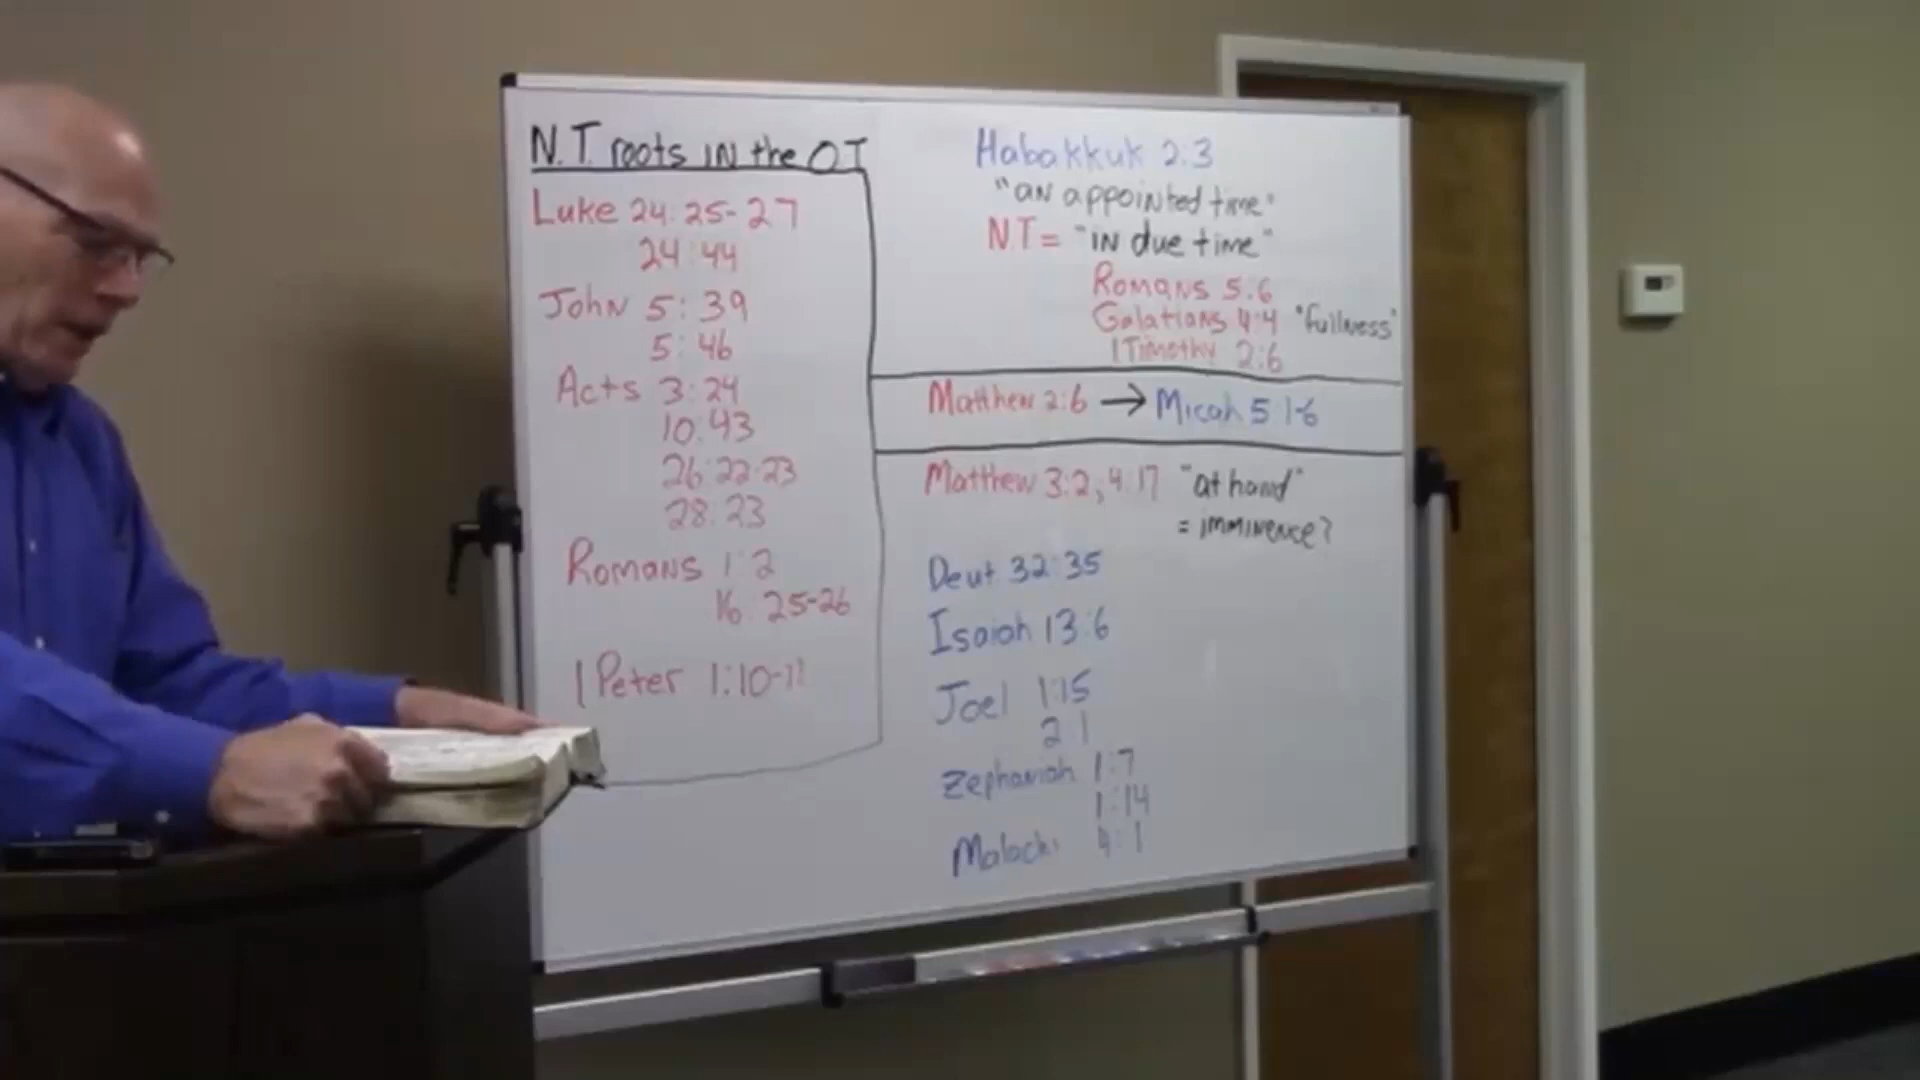 N.T. roots IN the OT
Luke 24:25-27
24:44
John 5:39
5:46
Acts 3:24
10:43
26:22-23
28:23
Romans 1:2
16:25-26
1 Peter 1:10-11
Habakkuk 2:3
"an appointed time"
NT = "IN due time"
Romans 5:6
Galatians 4:4 "fullness"
1 Timothy 2:6
Matthew 2:6 → Micah 5:1-6
Matthew 3:2, 4:17 "at hand"
= imminence?
Deut 32:35
Isaiah 13:6
Joel 1:15
2:1
Zephaniah 1:7
1:14
Malachi 4:1